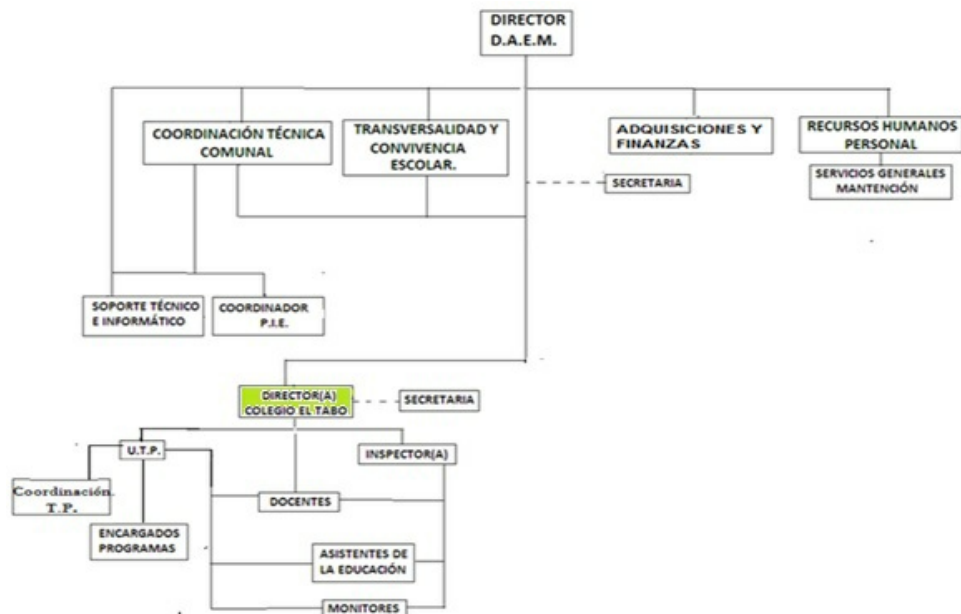 DIRECTOR
D.A.E.M.
COORDINACIÓN TÉCNICA
COMUNAL
TRANSVERSALIDAD Y
CONVIVENCIA
ESCOLAR.
ADQUISICIONES Y
FINANZAS
RECURSOS HUMANOS
PERSONAL
SECRETARIA
SERVICIOS GENERALES
MANTENCIÓN
SOPORTE TÉCNICO
E INFORMÁTICO
COORDINADOR
P.I.E.
DIRECTOR(A)
COLEGIO EL TABO
SECRETARIA
U.T.P.
INSPECTOR(A)
Coordinación.
T.P.
DOCENTES
ENCARGADOS
PROGRAMAS
ASISTENTES DE
LA EDUCACIÓN
MONITORES